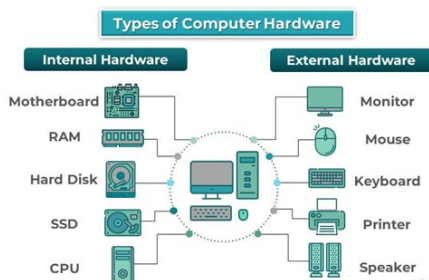 Types of Computer Hardware
Internal Hardware
External Hardware
Motherboard
RAM
Hard Disk
SSD
CPU
Monitor
Mouse
Keyboard
Printer
Speaker